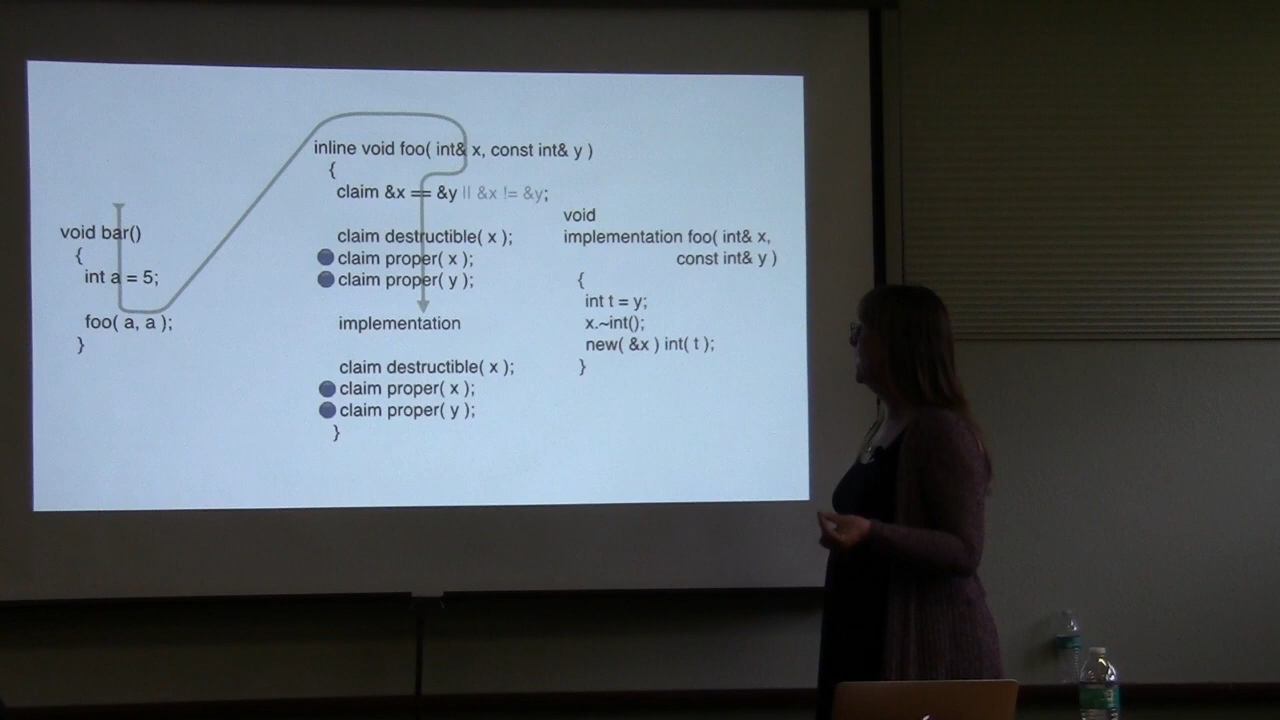 void bar()
{
int a = 5;
foo( a, a );
}
inline void foo( int& x, const int& y )
{
claim &x == &y || &x != &y;
claim destructible( x );
claim proper( x );
claim proper( y );
implementation
claim destructible( x );
claim proper( x );
claim proper( y );
}
void
implementation foo( int& x,
const int& y )
{
int t = y;
x.~int();
new( &x ) int( t );
}